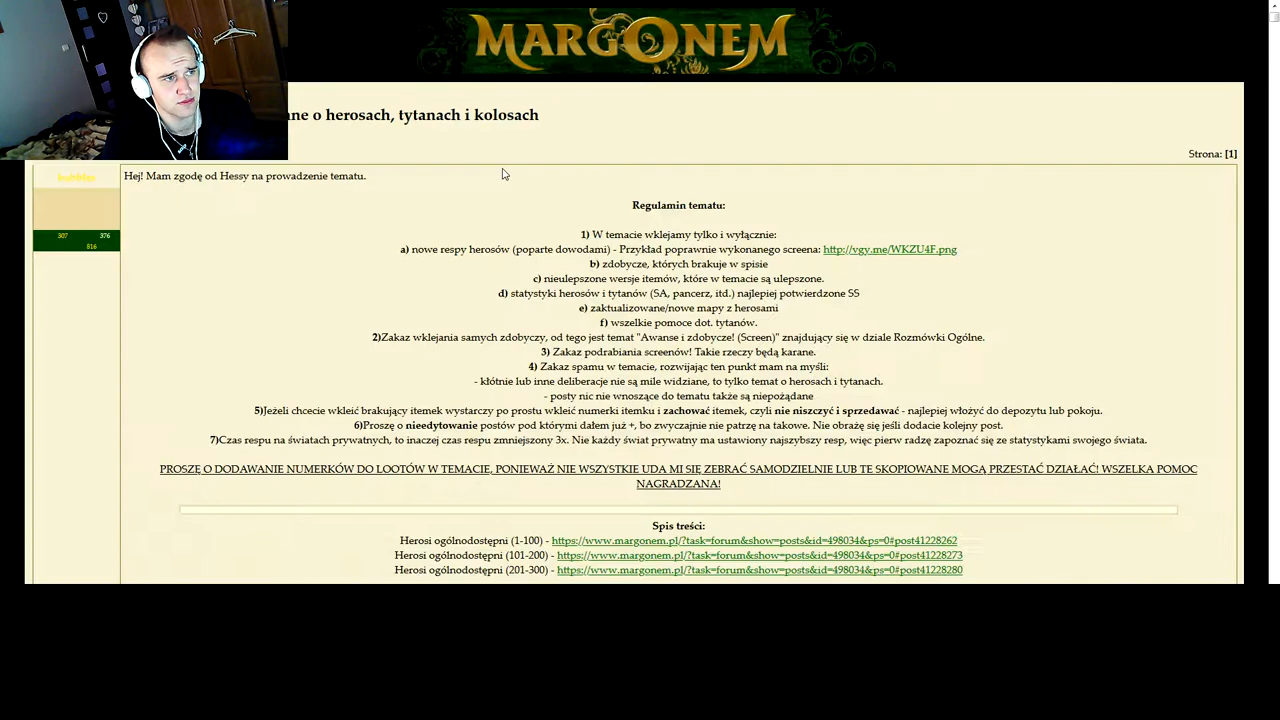 MARGONEM
ne o herosach, tytanach i kolosach
Strona: [1]
bubbler
Hej! Mam zgodę od Hessy na prowadzenie tematu.
307 376
816
Regulamin tematu:
1) W temacie wklejamy tylko i wyłącznie:
a) nowe respy herosów (poparte dowodami) - Przykład poprawnie wykonanego screena: http://vgy.me/WKZU4F.png
b) zdobycze, których brakuje w spisie
c) nieulepszone wersje itemów, które w temacie są ulepszone.
d) statystyki herosów i tytanów (SA, pancerz, itd.) najlepiej potwierdzone SS
e) zaktualizowane/nowe mapy z herosami
f) wszelkie pomoce dot. tytanów.
2)Zakaz wklejania samych zdobyczy, od tego jest temat "Awanse i zdobycze! (Screen)" znajdujący się w dziale Rozmówki Ogólne.
3) Zakaz podrabiania screenów! Takie rzeczy będą karane.
4) Zakaz spamu w temacie, rozwijając ten punkt mam na myśli:
- kłótnie lub inne deliberacje nie są mile widziane, to tylko temat o herosach i tytanach.
- posty nic nie wnoszące do tematu także są niepożądane
5)Jeżeli chcecie wkleić brakujący itemek wystarczy po prostu wkleić numerki itemku i zachować itemek, czyli nie niszczyć i sprzedawać - najlepiej włożyć do depozytu lub pokoju.
6)Proszę o nieedytowanie postów pod którymi dałem już +, bo zwyczajnie nie patrzę na takowe. Nie obrażę się jeśli dodacie kolejny post.
7)Czas respu na światach prywatnych, to inaczej czas respu zmniejszony 3x. Nie każdy świat prywatny ma ustawiony najszybszy resp, więc pierw radzę zapoznać się ze statystykami swojego świata.
PROSZĘ O DODAWANIE NUMERKÓW DO LOOTÓW W TEMACIE, PONIEWAŻ NIE WSZYSTKIE UDA MI SIĘ ZEBRAĆ SAMODZIELNIE LUB TE SKOPIOWANE MOGĄ PRZESTAĆ DZIAŁAĆ! WSZELKA POMOC
NAGRADZANA!
Spis treści:
Herosi ogólnodostępni (1-100) - https://www.margonem.pl/?task=forum&show=posts&id=498034&ps=0#post41228262
Herosi ogólnodostępni (101-200) - https://www.margonem.pl/?task=forum&show=posts&id=498034&ps=0#post41228273
Herosi ogólnodostępni (201-300) - https://www.margonem.pl/?task=forum&show=posts&id=498034&ps=0#post41228280